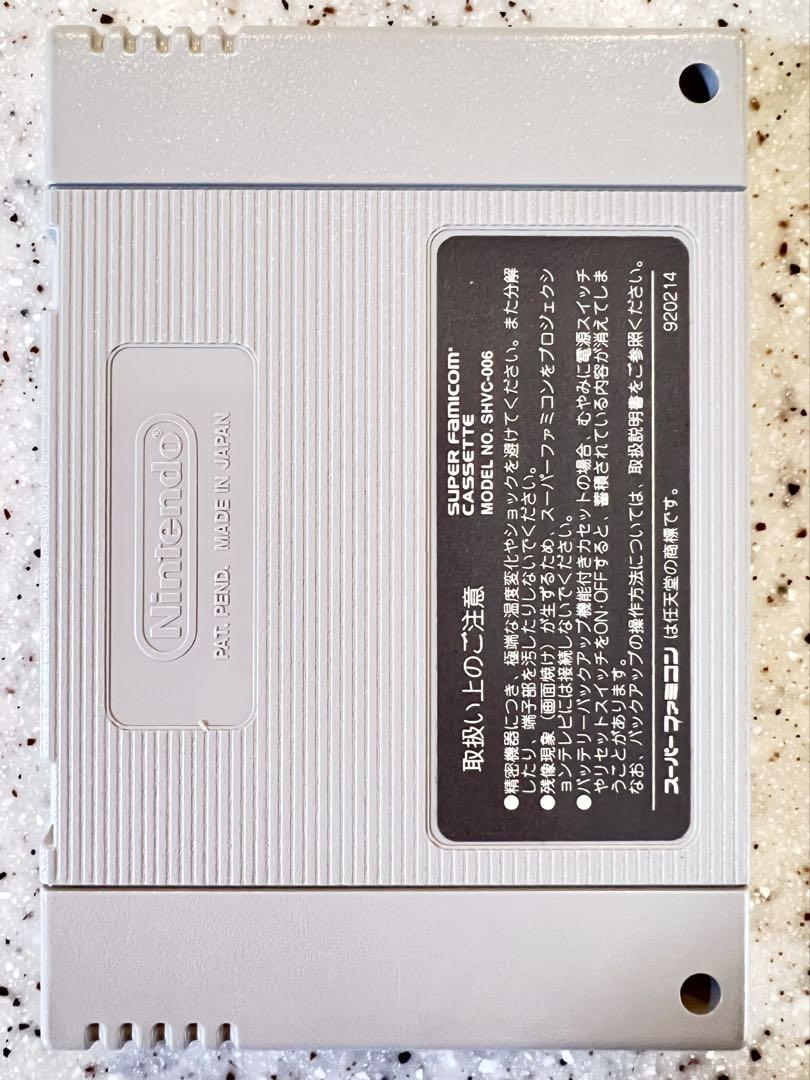 Nintendo®
PAT. PEND. MADE IN JAPAN
SUPER FAMICOM®
CASSETTE
MODEL NO. SHVC-006
取扱い上のご注意
●精密機器につき、極端な温度変化やショックを避けてください。また分解
したり、端子部を汚したりしないでください。
●残像現象（画面焼け）が生ずるため、スーパーファミコンをプロジェクシ
ョンテレビには接続しないでください。
●バッテリーバックアップ機能付きカセットの場合、むやみに電源スイッチ
やリセットスイッチをON・OFFすると、蓄積されている内容が消えてしま
うことがあります。
なお、バックアップの操作方法については、取扱説明書をご参照ください。
スーパーファミコンは任天堂の商標です。 920214